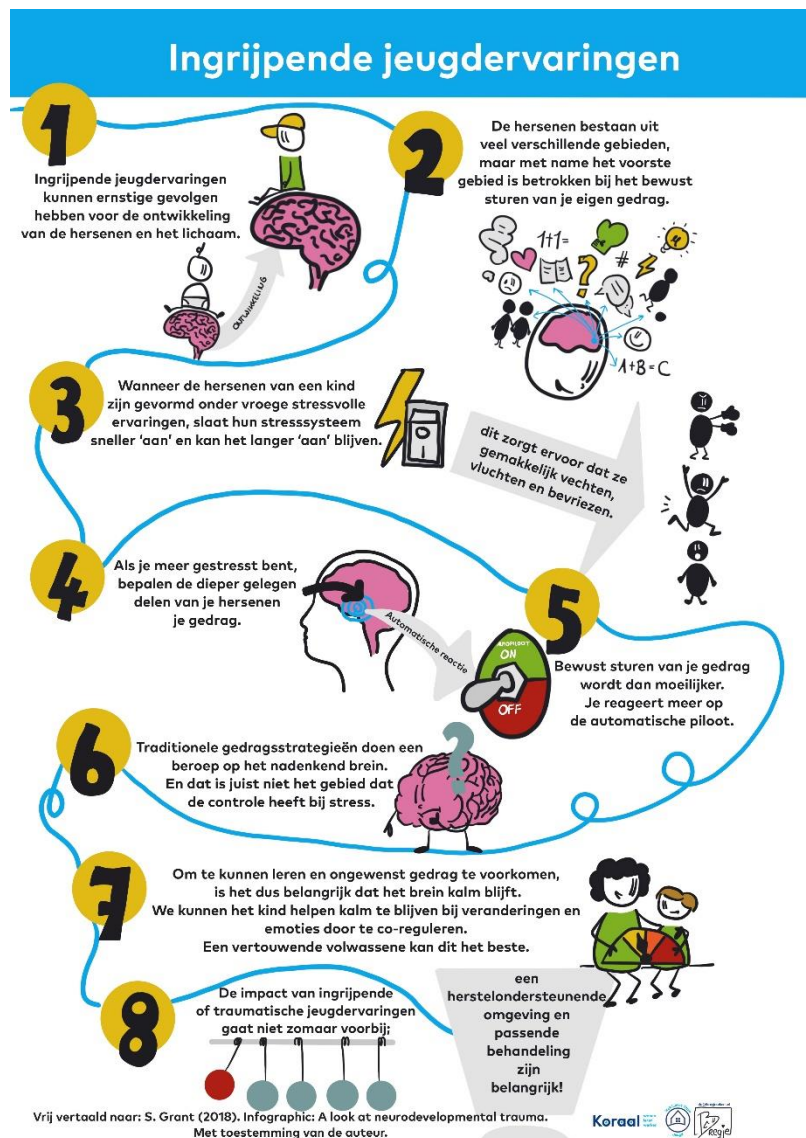 Ingrijpende jeugdervaringen
1
Ingrijpende jeugdervaringen
kunnen ernstige gevolgen
hebben voor de ontwikkeling
van de hersenen en het lichaam.
ONTWIKKELING
2
De hersenen bestaan uit
veel verschillende gebieden,
maar met name het voorste
gebied is betrokken bij het bewust
sturen van je eigen gedrag.
1+1=
?
#
1+B=C
3
Wanneer de hersenen van een kind
zijn gevormd onder vroege stressvolle
ervaringen, slaat hun stresssysteem
sneller ‘aan’ en kan het langer ‘aan’ blijven.
dit zorgt ervoor dat ze
gemakkelijk vechten,
vluchten en bevriezen.
4
Als je meer gestresst bent,
bepalen de dieper gelegen
delen van je hersenen
je gedrag.
Automatische reactie
ON
OFF
5
Bewust sturen van je gedrag
wordt dan moeilijker.
Je reageert meer op
de automatische piloot.
6
Traditionele gedragsstrategieën doen een
beroep op het nadenkend brein.
En dat is juist niet het gebied dat
de controle heeft bij stress.
?
7
Om te kunnen leren en ongewenst gedrag te voorkomen,
is het dus belangrijk dat het brein kalm blijft.
We kunnen het kind helpen kalm te blijven bij veranderingen en
emoties door te co-reguleren.
Een vertouwende volwassene kan dit het beste.
8
De impact van ingrijpende
of traumatische jeugdervaringen
gaat niet zomaar voorbij;
een
herstelondersteunende
omgeving en
passende
behandeling
zijn
belangrijk!
Vrij vertaald naar: S. Grant (2018). Infographic: A look at neurodevelopmental trauma.
Met toestemming van de auteur.
Koraal